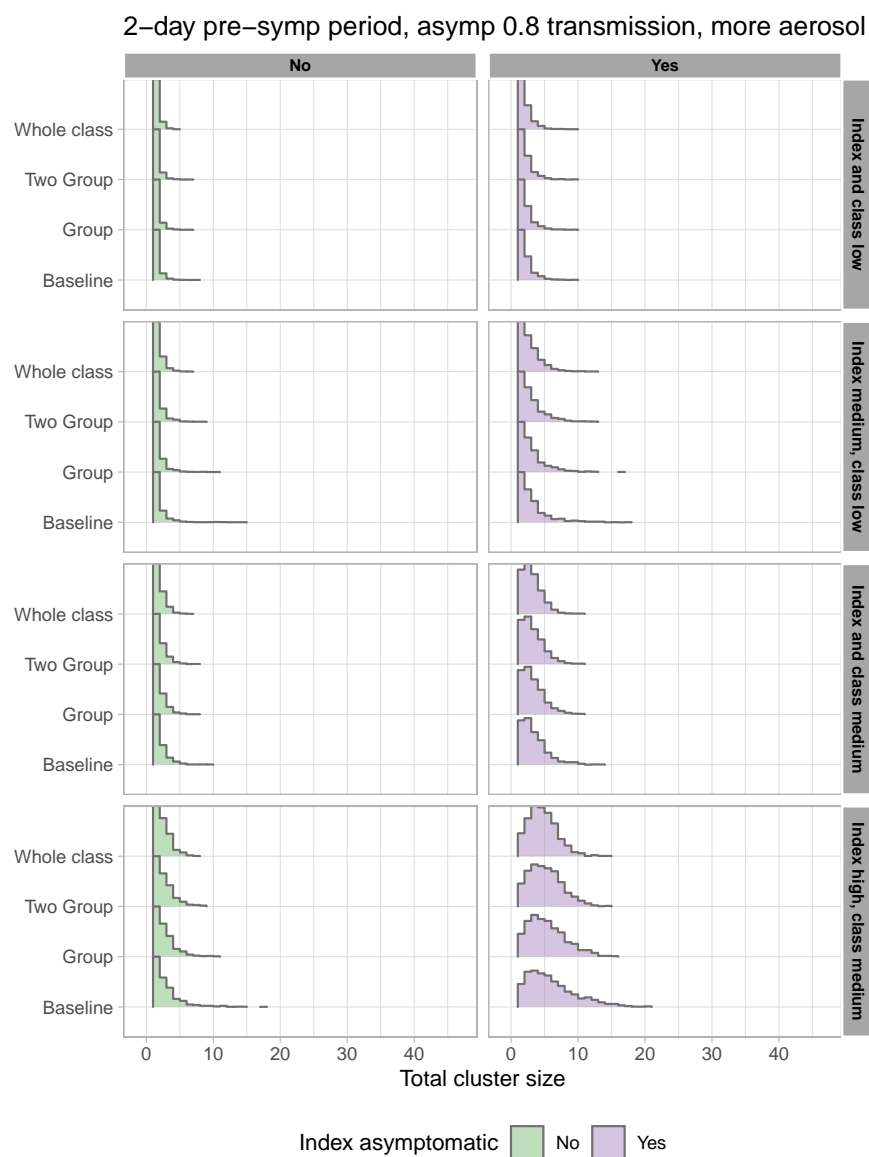 2−day pre−symp period, asymp 0.8 transmission, more aerosol
No Yes
Whole class
Two Group
Group
Baseline
Index and class low
Whole class
Two Group
Group
Baseline
Index medium, class low
Whole class
Two Group
Group
Baseline
Index and class medium
Whole class
Two Group
Group
Baseline
Index high, class medium
0 10 20 30 40 0 10 20 30 40
Total cluster size
Index asymptomatic No Yes